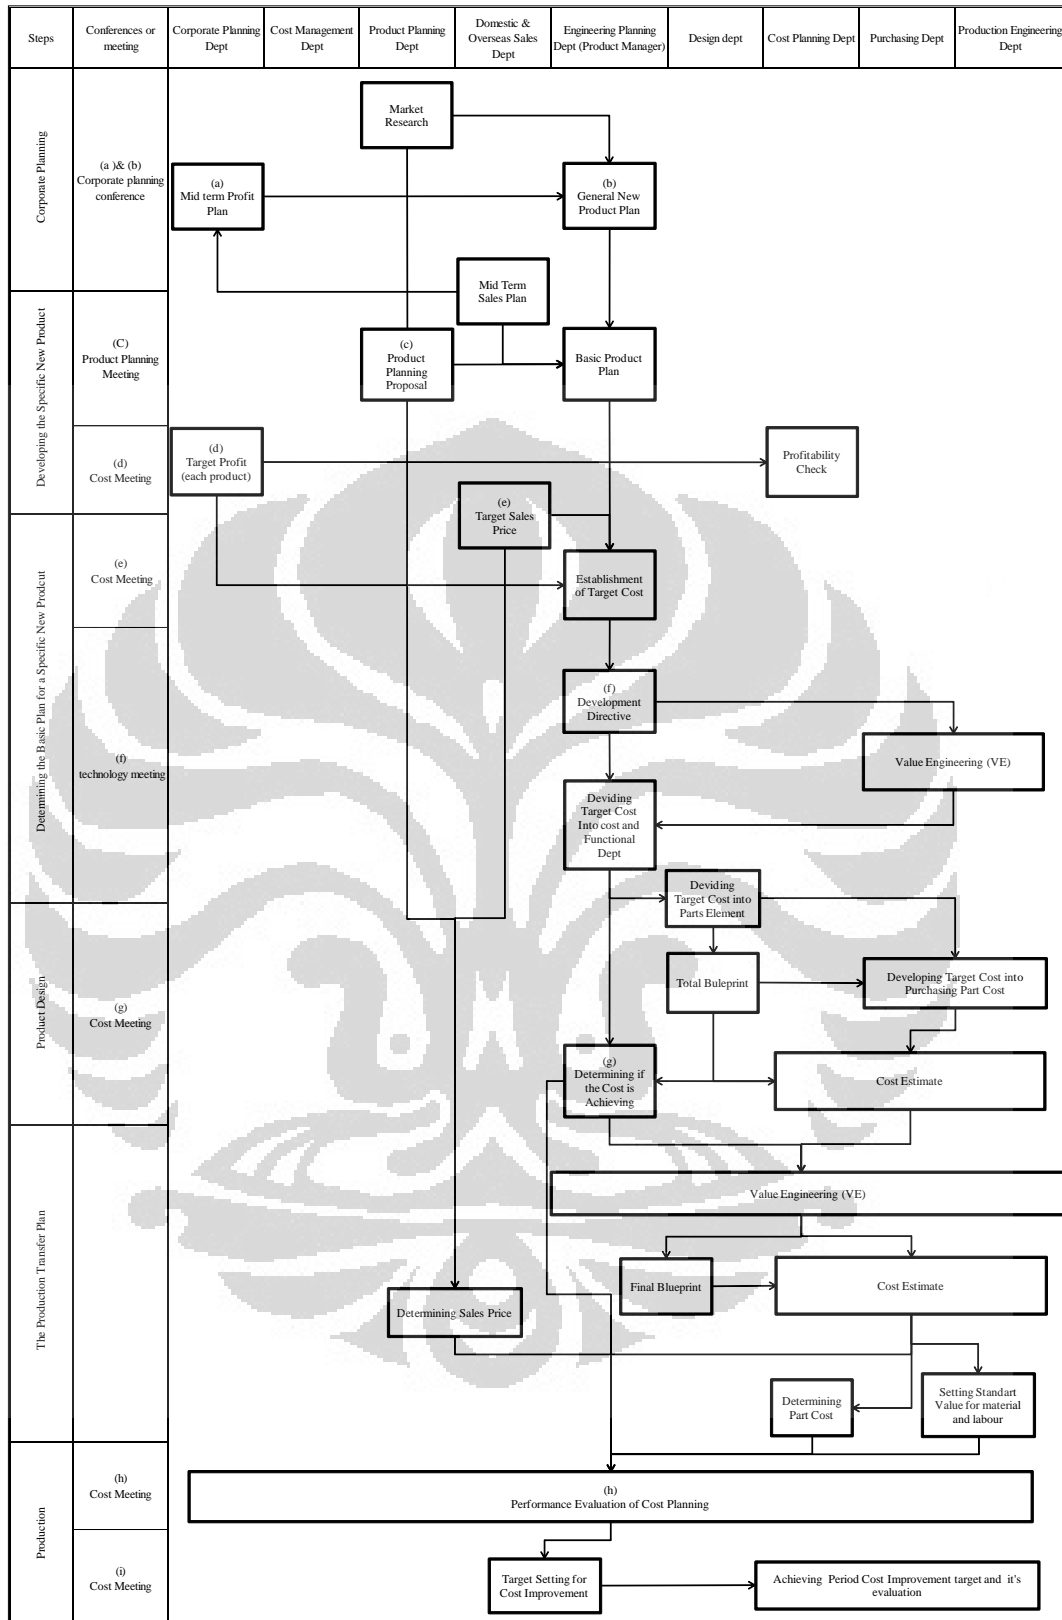 Steps
Conferences or
meeting
Corporate Planning
Dept
Cost Management
Dept
Product Planning
Dept
Domestic &
Overseas Sales
Dept
Engineering Planning
Dept (Product Manager)
Design dept
Cost Planning Dept
Purchasing Dept
Production Engineering
Dept
Corporate Planning
(a )& (b)
Corporate planning
conference
Market
Research
(a)
Mid term Profit
Plan
(b)
General New
Product Plan
Mid Term
Sales Plan
Developing the Specific New Product
(C)
Product Planning
Meeting
(c)
Product
Planning
Proposal
Basic Product
Plan
(d)
Cost Meeting
(d)
Target Profit
(each product)
Profitability
Check
Determining the Basic Plan for a Specific New Prodcut
(e)
Cost Meeting
(e)
Target Sales
Price
Establishment
of Target Cost
(f)
technology meeting
(f)
Development
Directive
Value Engineering (VE)
Deviding
Target Cost
Into cost and
Functional
Dept
Deviding
Target Cost into
Parts Element
Product Design
(g)
Cost Meeting
Total Buleprint
Developing Target Cost into
Purchasing Part Cost
(g)
Determining if
the Cost is
Achieving
Cost Estimate
The Production Transfer Plan
Value Engineering (VE)
Final Blueprint
Cost Estimate
Determining Sales Price
Determining
Part Cost
Setting Standart
Value for material
and labour
Production
(h)
Cost Meeting
(h)
Performance Evaluation of Cost Planning
(i)
Cost Meeting
Target Setting for
Cost Improvement
Achieving  Period Cost Improvement target and  it's
evaluation